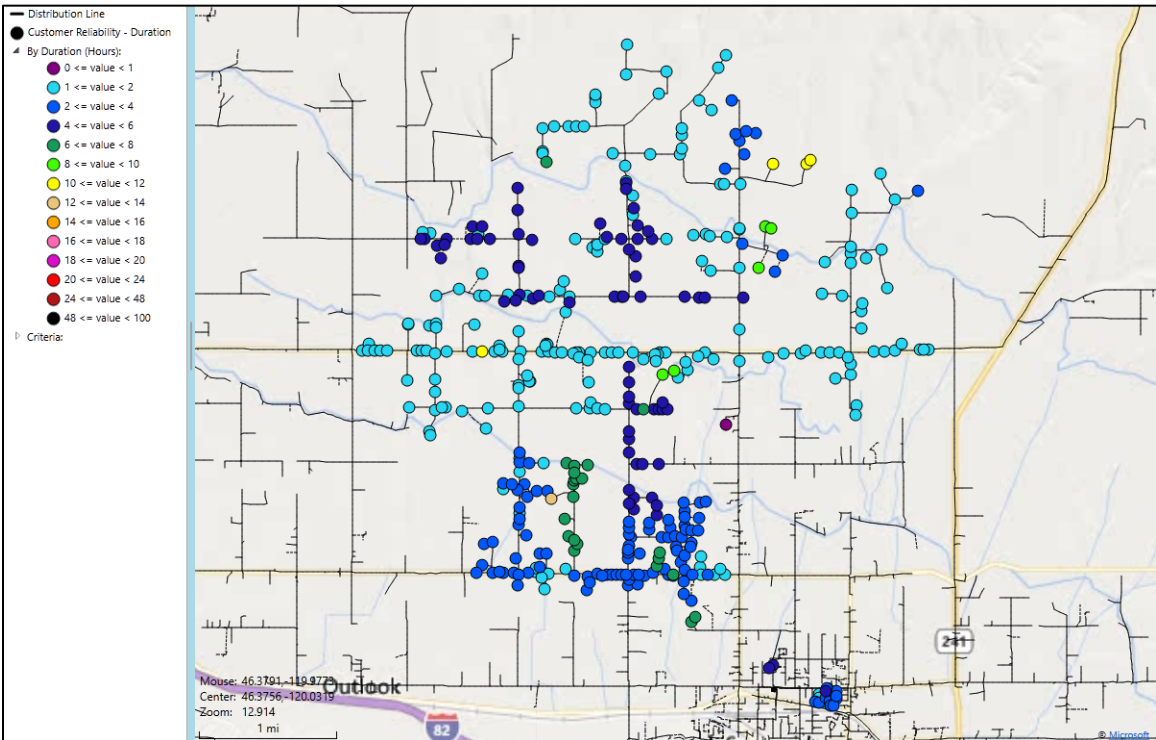 Distribution Line
Customer Reliability - Duration
By Duration (Hours):
0 <= value < 1
1 <= value < 2
2 <= value < 4
4 <= value < 6
6 <= value < 8
8 <= value < 10
10 <= value < 12
12 <= value < 14
14 <= value < 16
16 <= value < 18
18 <= value < 20
20 <= value < 24
24 <= value < 48
48 <= value < 100
Criteria:
241
Mouse: 46.3791,-119.9773
Outlook
Center: 46.3756,-120.0319
Zoom: 12.914
1 mi
82
© Microsoft